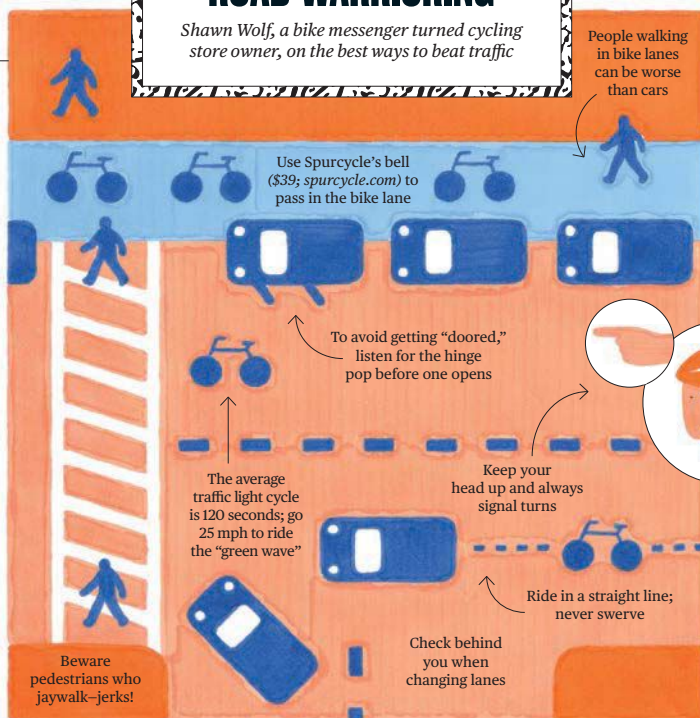 ROAD WARRIORING
Shawn Wolf, a bike messenger turned cycling
store owner, on the best ways to beat traffic
People walking
in bike lanes
can be worse
than cars
Use Spurcycle’s bell
($39; spurcycle.com) to
pass in the bike lane
To avoid getting “doored,”
listen for the hinge
pop before one opens
The average
traffic light cycle
is 120 seconds; go
25 mph to ride
the “green wave”
Keep your
head up and always
signal turns
Ride in a straight line;
never swerve
Check behind
you when
changing lanes
Beware
pedestrians who
jaywalk—jerks!